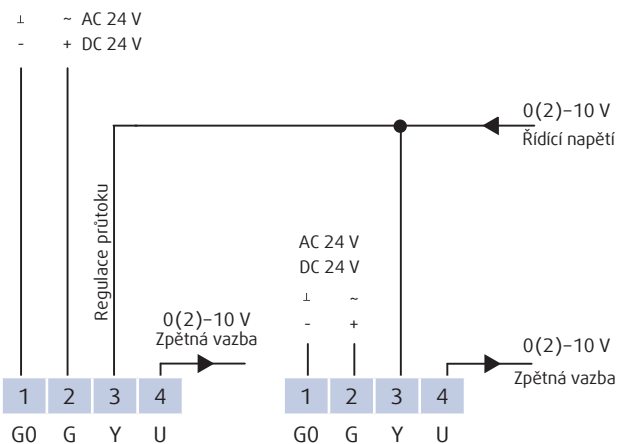 ⊥ ~ AC 24 V
- + DC 24 V
0(2)–10 V
Řídící napětí
Regulace průtoku
AC 24 V
DC 24 V
⊥ ~
- +
0(2)–10 V
Zpětná vazba
0(2)–10 V
Zpětná vazba
1 2 3 4 1 2 3 4
G0 G Y U G0 G Y U